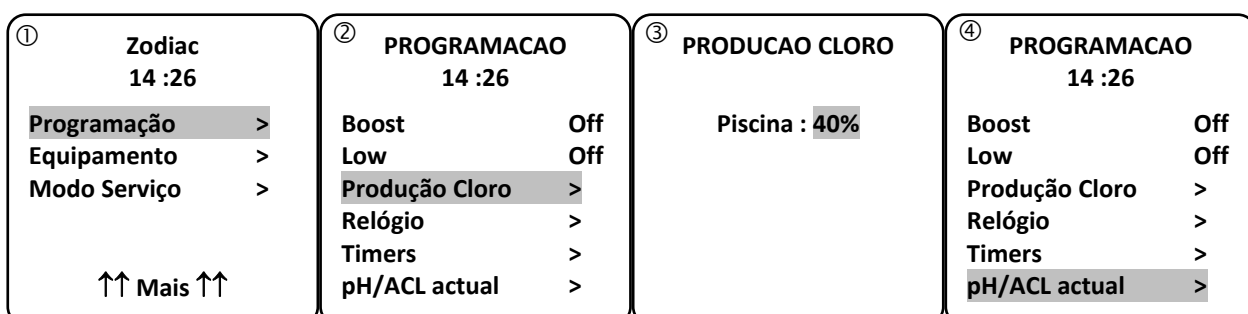 ①
Zodiac
14 :26
Programação >
Equipamento >
Modo Serviço >
↑↑ Mais ↑↑
②
PROGRAMACAO
14 :26
Boost Off
Low Off
Produção Cloro >
Relógio >
Timers >
pH/ACL actual >
③
PRODUCAO CLORO
Piscina : 40%
④
PROGRAMACAO
14 :26
Boost Off
Low Off
Produção Cloro >
Relógio >
Timers >
pH/ACL actual >